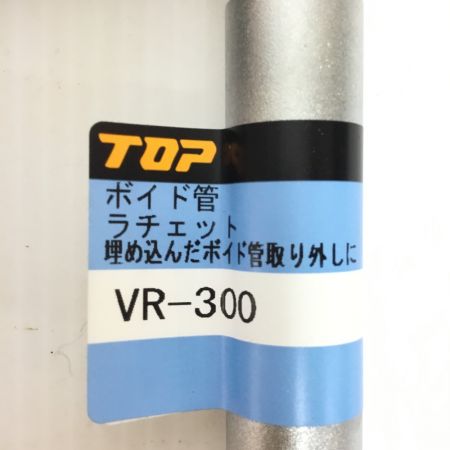 TOP
ボイド管
ラチェット
埋め込んだボイド管取り外しに
VR-300